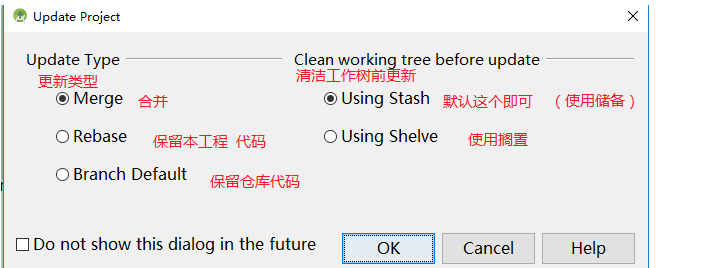 Update Project
Update Type
Clean working tree before update
更新类型
清洁工作树前更新
Merge 合并
Using Stash 默认这个即可 （使用储备）
Rebase 保留本工程 代码
Using Shelve 使用搁置
Branch Default 保留仓库代码
Do not show this dialog in the future
OK
Cancel
Help